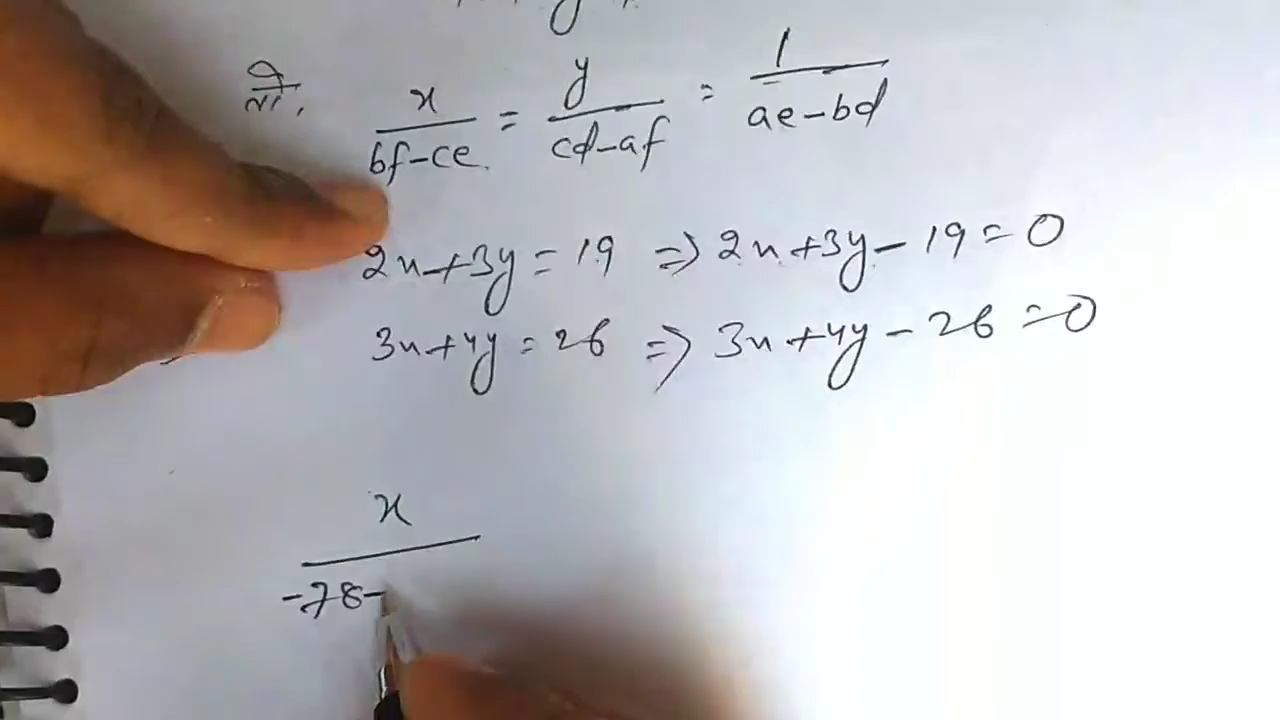 x/(bf-ce) = y/(cd-af) = 1/(ae-bd)
2x+3y=19 ⇒ 2x+3y-19=0
3x+4y=26 ⇒ 3x+4y-26=0
x/(-78-